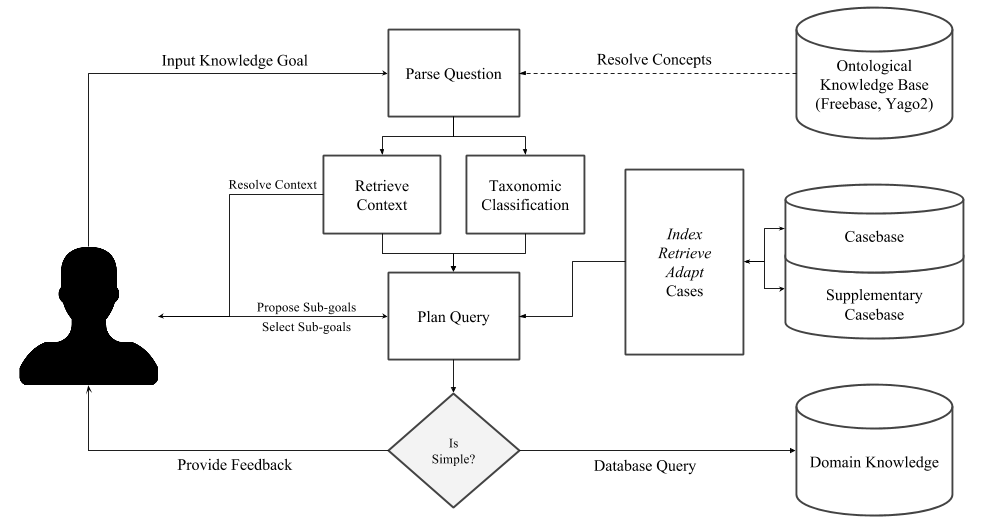 Input Knowledge Goal
Parse Question
Resolve Concepts
Ontological
Knowledge Base
(Freebase, Yago2)
Resolve Context
Retrieve
Context
Taxonomic
Classification
Index
Retrieve
Adapt
Cases
Casebase
Supplementary
Casebase
Propose Sub-goals
Select Sub-goals
Plan Query
Is
Simple?
Provide Feedback
Database Query
Domain Knowledge